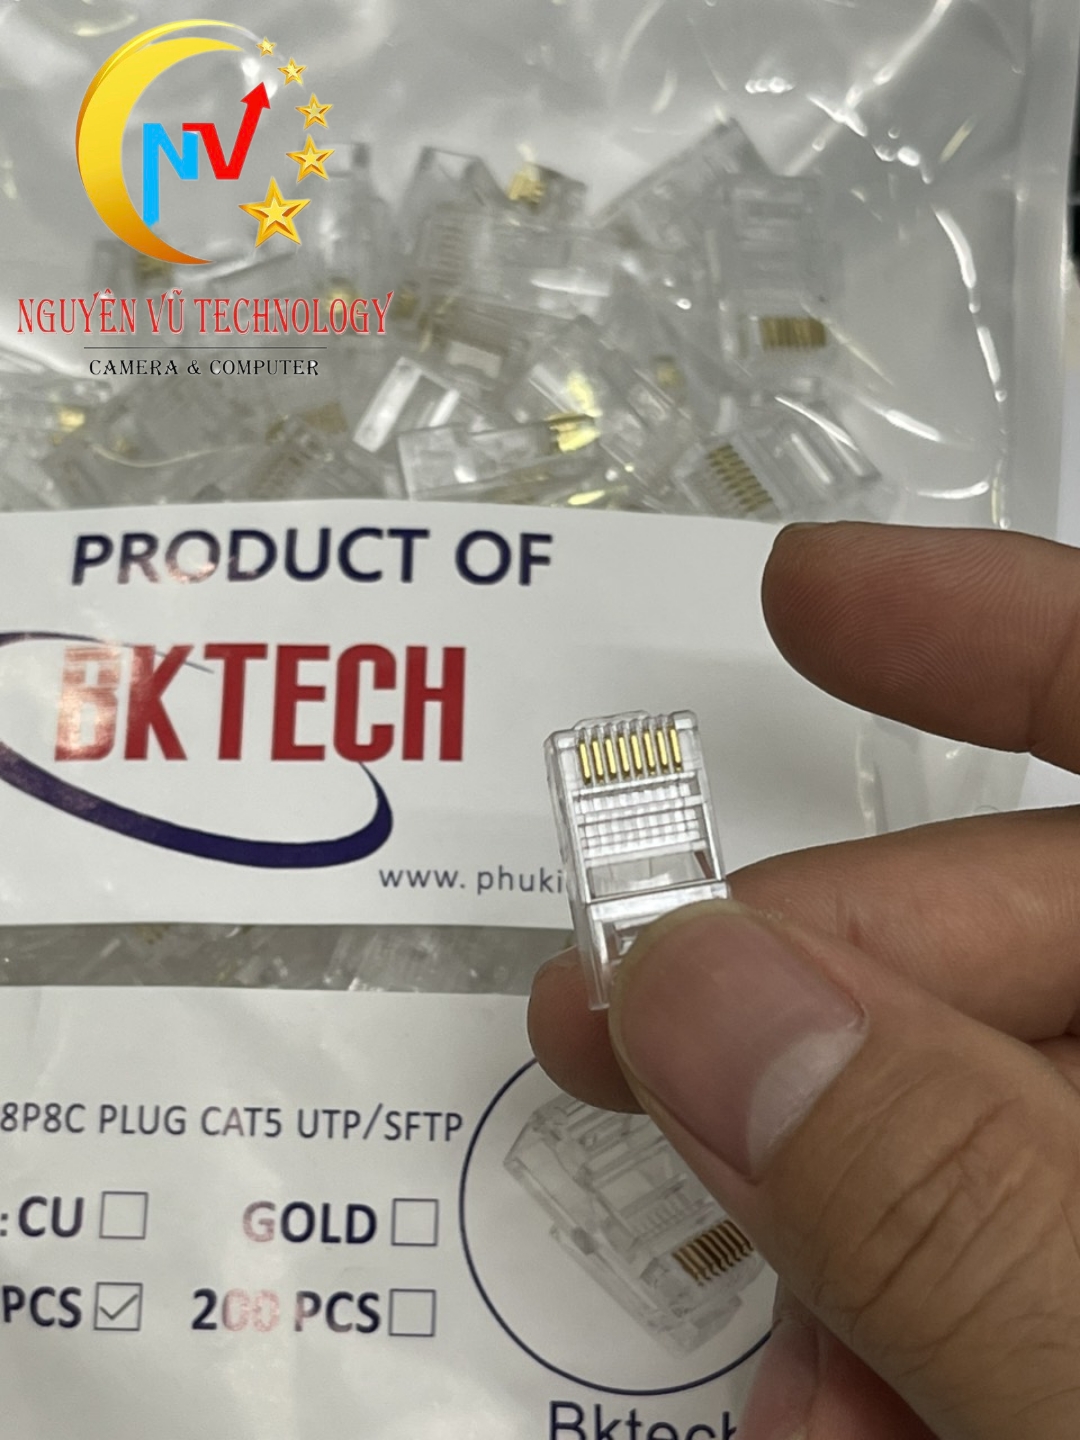 NV
NGUYÊN VŨ TECHNOLOGY
CAMERA & COMPUTER
PRODUCT OF
BKTECH
www. phuki
8P8C PLUG CAT5 UTP/SFTP
: CU GOLD
PCS 200 PCS
Bktech